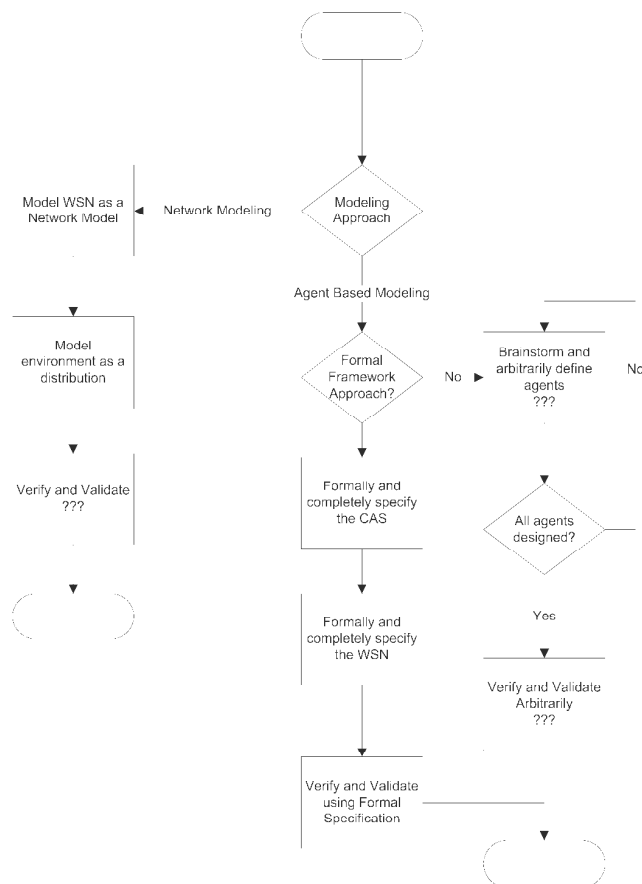 Modeling
Approach
Network Modeling
Model WSN as a
Network Model
Agent Based Modeling
Model
environment as a
distribution
Formal
Framework
Approach?
No
Brainstorm and
arbitrarily define
agents
???
No
Verify and Validate
???
Formally and
completely specify
the CAS
All agents
designed?
Formally and
completely specify
the WSN
Yes
Verify and Validate
Arbitrarily
???
Verify and Validate
using Formal
Specification